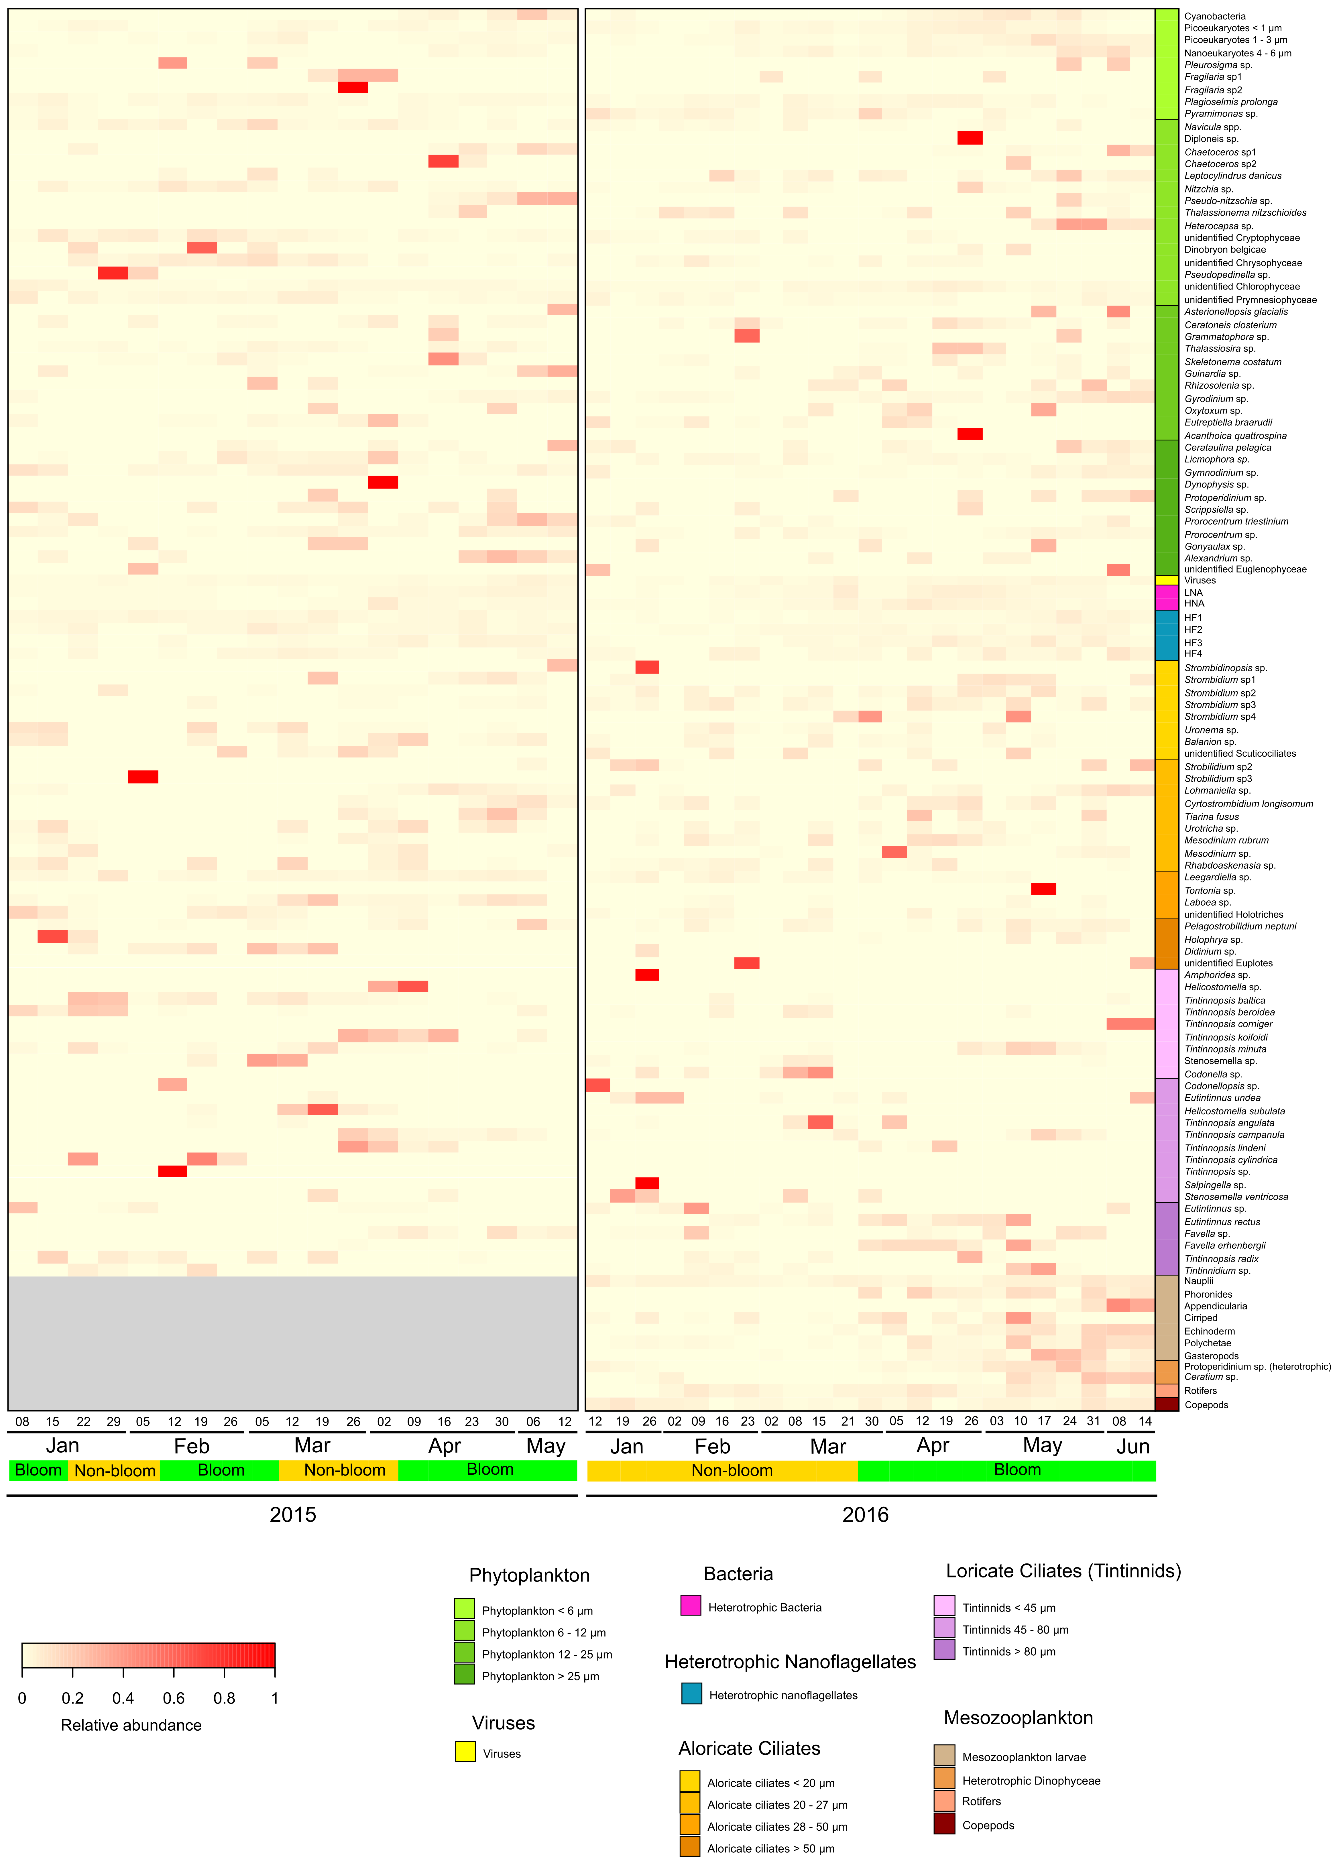 Cyanobacteria
Picoeukaryotes < 1 µm
Picoeukaryotes 1 - 3 µm
Nanoeukaryotes 4 - 6 µm
Pleurosigma sp.
Fragilaria sp1
Fragilaria sp2
Plagioselmis prolonga
Pyramimonas sp.
Navicula spp.
Diploneis sp.
Chaetoceros sp1
Chaetoceros sp2
Leptocylindrus danicus
Nitzchia sp.
Pseudo-nitzschia sp.
Thalassionema nitzschioides
Heterocapsa sp.
unidentified Cryptophyceae
Dinobryon belgicae
unidentified Chrysophyceae
Pseudopedinella sp.
unidentified Chlorophyceae
unidentified Prymnesiophyceae
Asterionellopsis glacialis
Ceratoneis closterium
Grammatophora sp.
Thalassiosira sp.
Skeletonema costatum
Guinardia sp.
Rhizosolenia sp.
Gyrodinium sp.
Oxytoxum sp.
Eutreptiella braarudii
Acanthoica quattrospina
Cerataulina pelagica
Licmophora sp.
Gymnodinium sp.
Dynophysis sp.
Protoperidinium sp.
Scrippsiella sp.
Prorocentrum triestinium
Prorocentrum sp.
Gonyaulax sp.
Alexandrium sp.
unidentified Euglenophyceae
Viruses
LNA
HNA
HF1
HF2
HF3
HF4
Strombidinopsis sp.
Strombidium sp1
Strombidium sp2
Strombidium sp3
Strombidium sp4
Uronema sp.
Balanion sp.
unidentified Scuticociliates
Strobilidium sp2
Strobilidium sp3
Lohmaniella sp.
Cyrtostrombidium longisomum
Tiarina fusus
Urotricha sp.
Mesodinium rubrum
Mesodinium sp.
Rhabdoaskenasia sp.
Leegardiella sp.
Tontonia sp.
Laboea sp.
unidentified Holotriches
Pelagostrobilidium neptuni
Holophrya sp.
Didinium sp.
unidentified Euplotes
Amphorides sp.
Helicostomella sp.
Tintinnopsis baltica
Tintinnopsis beroidea
Tintinnopsis corniger
Tintinnopsis kofoidi
Tintinnopsis minuta
Stenosemella sp.
Codonella sp.
Codonellopsis sp.
Eutintinnus undea
Helicostomella subulata
Tintinnopsis angulata
Tintinnopsis campanula
Tintinnopsis lindeni
Tintinnopsis cylindrica
Tintinnopsis sp.
Salpingella sp.
Stenosemella ventricosa
Eutintinnus sp.
Eutintinnus rectus
Favella sp.
Favella erhenbergii
Tintinnopsis radix
Tintinnidium sp.
Nauplii
Phoronides
Appendicularia
Cirriped
Echinoderm
Polychetae
Gasteropods
Protoperidinium sp. (heterotrophic)
Ceratium sp.
Rotifers
Copepods
08 15 22 29 05 12 19 26 05 12 19 26 02 09 16 23 30 06 12
12 19 26 02 09 16 23 02 08 15 21 30 05 12 19 26 03 10 17 24 31 08 14
Jan Feb Mar Apr May
Jan Feb Mar Apr May Jun
Bloom Non-bloom Bloom Non-bloom Bloom
Non-bloom Bloom
2015
2016
Phytoplankton
Phytoplankton < 6 µm
Phytoplankton 6 - 12 µm
Phytoplankton 12 - 25 µm
Phytoplankton > 25 µm
Viruses
Viruses
Bacteria
Heterotrophic Bacteria
Heterotrophic Nanoflagellates
Heterotrophic nanoflagellates
Aloricate Ciliates
Aloricate ciliates < 20 µm
Aloricate ciliates 20 - 27 µm
Aloricate ciliates 28 - 50 µm
Aloricate ciliates > 50 µm
Loricate Ciliates (Tintinnids)
Tintinnids < 45 µm
Tintinnids 45 - 80 µm
Tintinnids > 80 µm
Mesozooplankton
Mesozooplankton larvae
Heterotrophic Dinophyceae
Rotifers
Copepods
0 0.2 0.4 0.6 0.8 1
Relative abundance